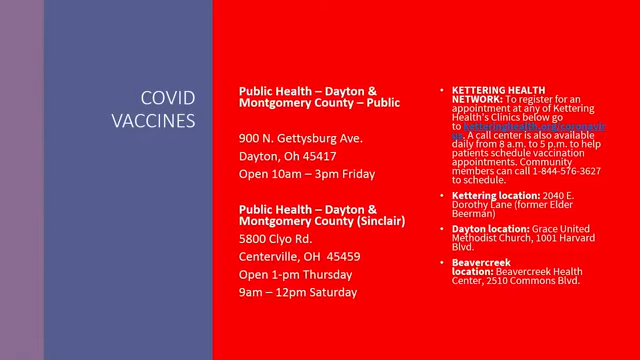 COVID
VACCINES
Public Health – Dayton &
Montgomery County – Public
900 N. Gettysburg Ave.
Dayton, Oh 45417
Open 10am – 3pm Friday
Public Health – Dayton &
Montgomery County (Sinclair)
5800 Clyo Rd.
Centerville, OH  45459
Open 1-pm Thursday
9am – 12pm Saturday
• KETTERING HEALTH
NETWORK: To register for an
appointment at any of Kettering
Health's Clinics below go
to ketteringhealth.org/coronavir
us. A call center is also available
daily from 8 a.m. to 5 p.m. to help
patients schedule vaccination
appointments. Community
members can call 1-844-576-3627
to schedule.
• Kettering location: 2040 E.
Dorothy Lane (former Elder
Beerman)
• Dayton location: Grace United
Methodist Church, 1001 Harvard
Blvd.
• Beavercreek
location: Beavercreek Health
Center, 2510 Commons Blvd.